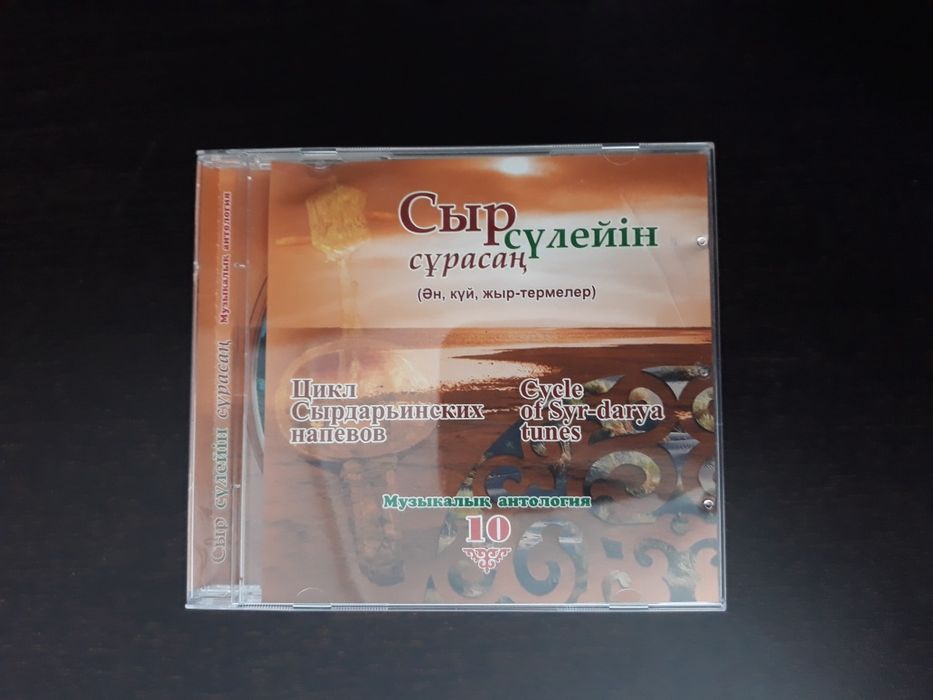 Сыр
сүлейін
сұрасаң
(Ән, күй, жыр-термелер)
Цикл
Сырдарьинских
напевов
Cycle
of Syr-darya
tunes
Музыкалық антология
10
Сыр сүлейін сұрасаң
Музыкалық антология